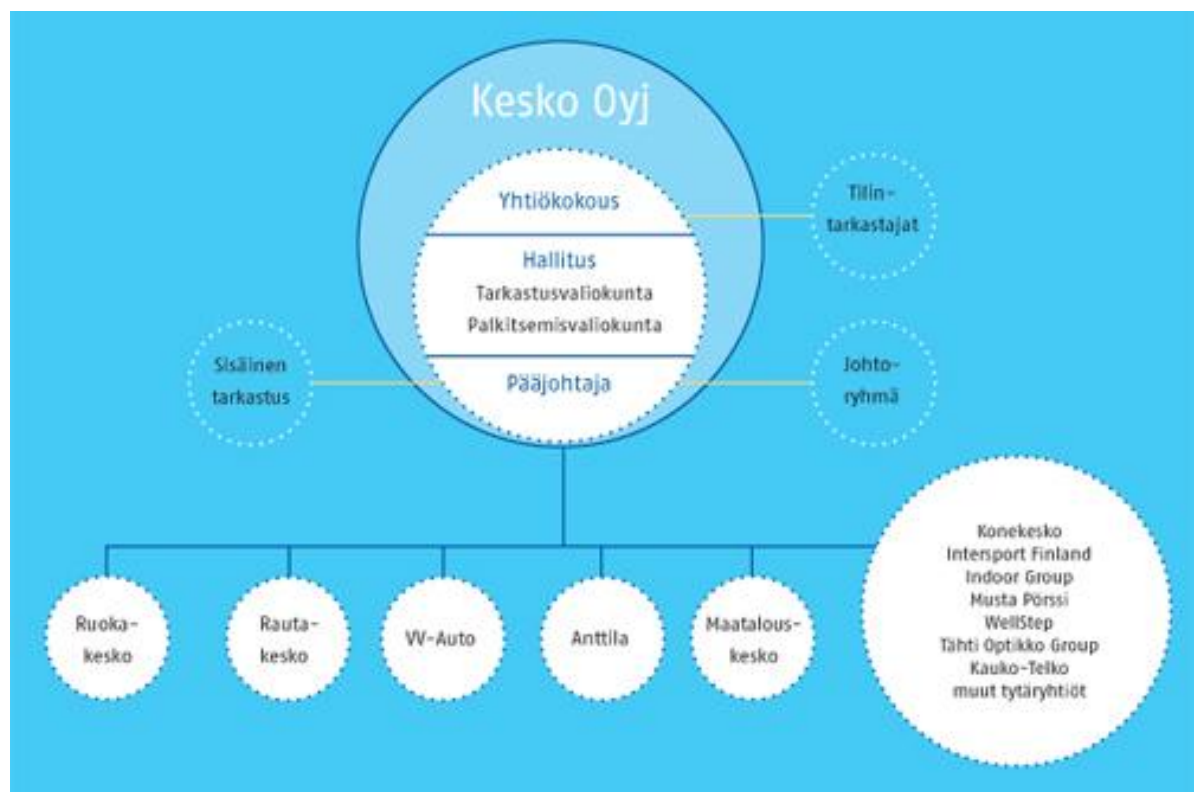 Kesko Oyj
Yhtiökokous
Tilin-
tarkastajat
Hallitus
Tarkastusvaliokunta
Palkitsemisvaliokunta
Sisäinen
tarkastus
Pääjohtaja
Johto-
ryhmä
Ruoka-
kesko
Rauta-
kesko
VV-Auto
Anttila
Maatalous-
kesko
Konekesko
Intersport Finland
Indoor Group
Musta Pörssi
WellStep
Tähti Optikko Group
Kauko-Telko
muut tytäryhtiöt